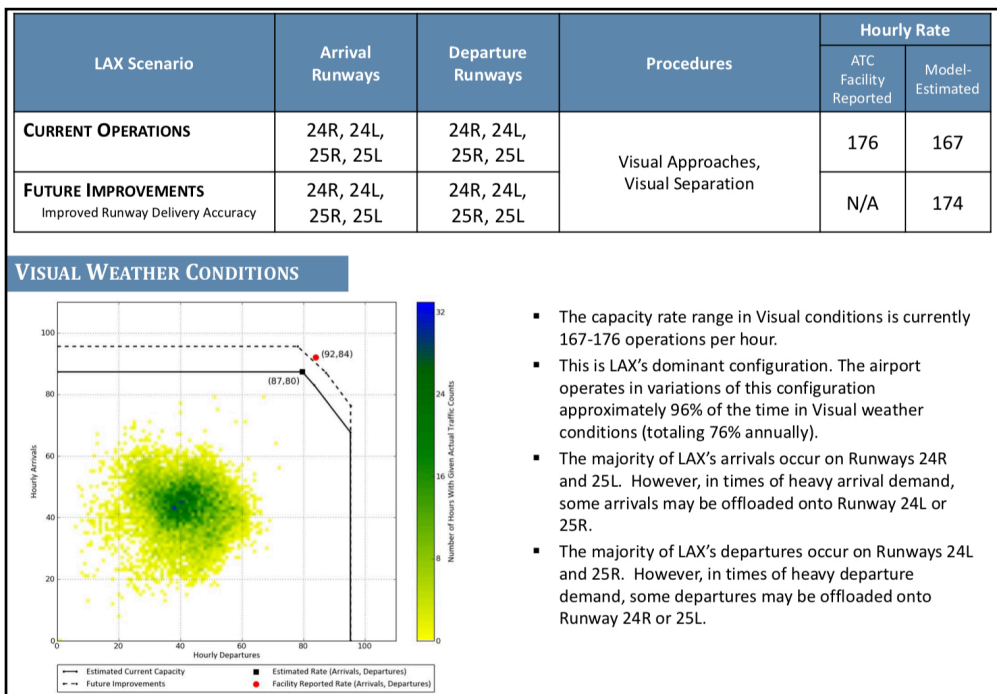 LAX Scenario
Arrival
Runways
Departure
Runways
Procedures
Hourly Rate
ATC
Facility
Reported
Model-
Estimated
CURRENT OPERATIONS
24R, 24L,
25R, 25L
24R, 24L,
25R, 25L
Visual Approaches,
Visual Separation
176
167
FUTURE IMPROVEMENTS
Improved Runway Delivery Accuracy
24R, 24L,
25R, 25L
24R, 24L,
25R, 25L
N/A
174
VISUAL WEATHER CONDITIONS
100
80
60
40
20
0
0
20
40
60
80
100
Hourly Arrivals
Hourly Departures
(92,84)
(87,80)
32
24
16
8
0
Number of Hours With Given Actual Traffic Counts
Estimated Current Capacity
Future Improvements
Estimated Rate (Arrivals, Departures)
Facility Reported Rate (Arrivals, Departures)
▪ The capacity rate range in Visual conditions is currently
167-176 operations per hour.
▪ This is LAX's dominant configuration. The airport
operates in variations of this configuration
approximately 96% of the time in Visual weather
conditions (totaling 76% annually).
▪ The majority of LAX's arrivals occur on Runways 24R
and 25L. However, in times of heavy arrival demand,
some arrivals may be offloaded onto Runway 24L or
25R.
▪ The majority of LAX's departures occur on Runways 24L
and 25R. However, in times of heavy departure
demand, some departures may be offloaded onto
Runway 24R or 25L.